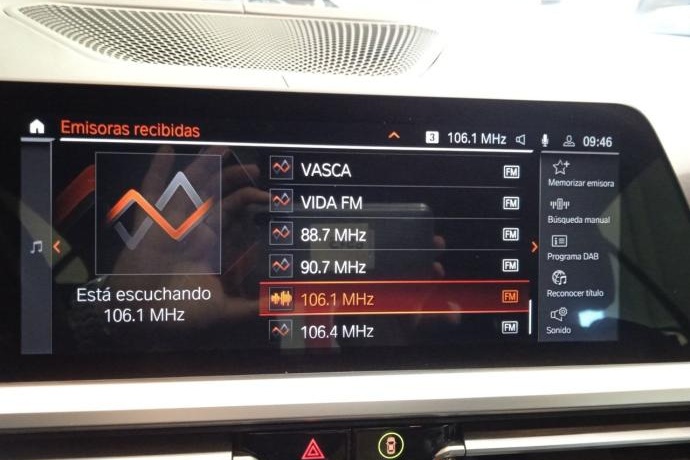 Emisoras recibidas
3 106.1 MHz 09:46
VASCA FM
VIDA FM FM
88.7 MHz FM
90.7 MHz FM
106.1 MHz FM
106.4 MHz FM
Está escuchando
106.1 MHz
Memorizar emisora
Búsqueda manual
Programa DAB
Reconocer título
Sonido